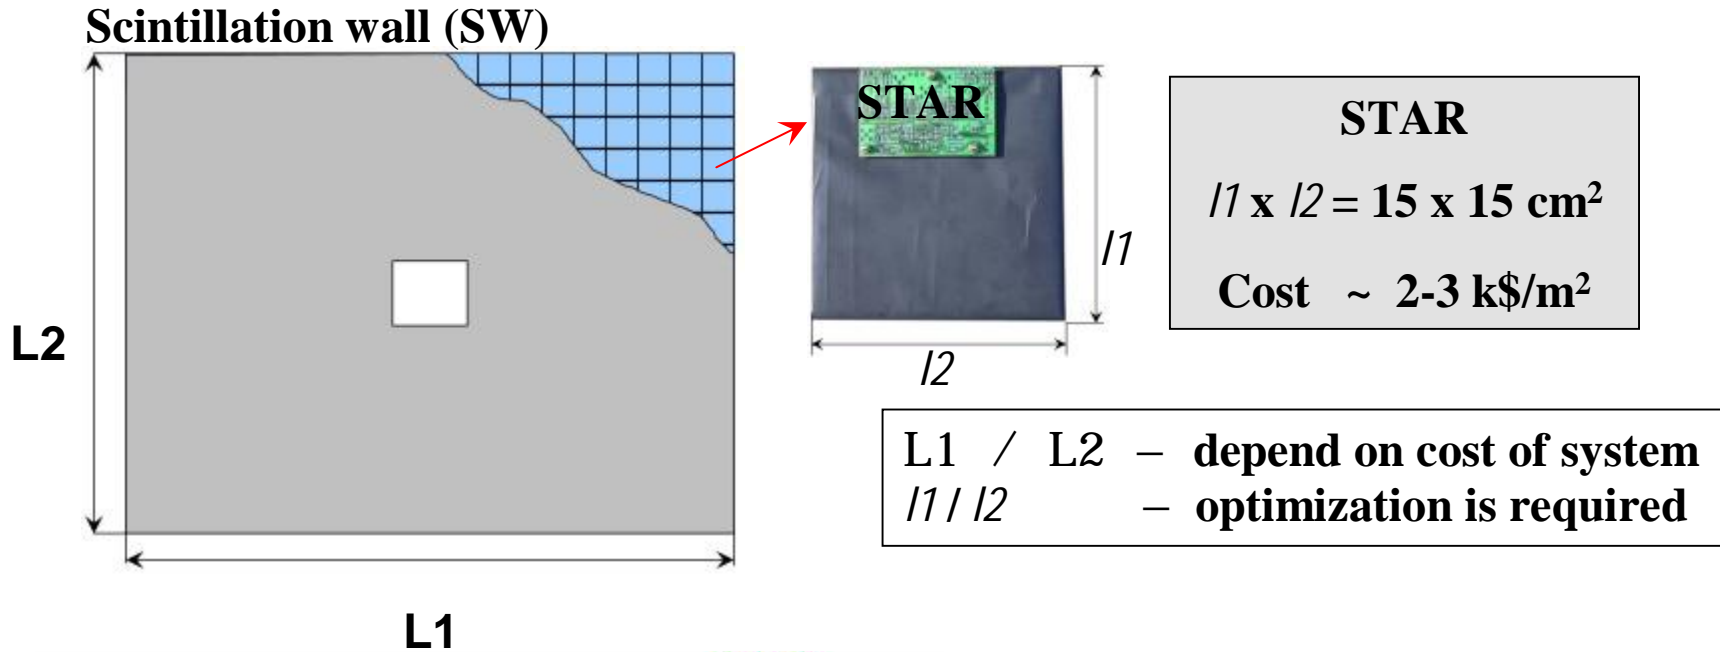 Scintillation wall (SW)
STAR
STAR
l1 x l2 = 15 x 15 cm²
Cost ~ 2-3 k$/m²
l1
L2
l2
L1 / L2 – depend on cost of system
l1 / l2 – optimization is required
L1